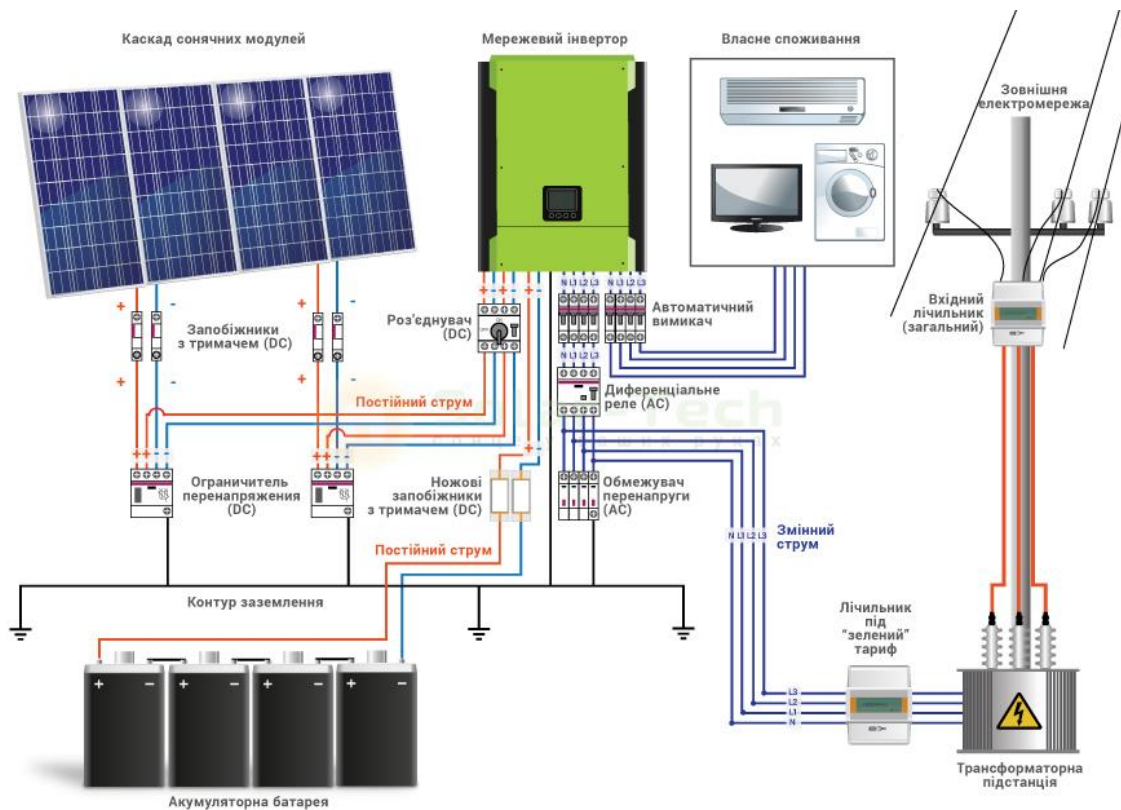 Каскад сонячних модулей
Мережевий інвертор
Власне споживання
Зовнішня
електромережа
Вхідний
лічильник
(загальний)
+ - + -
Запобіжники
з тримачем (DC)
+ - + -
Роз'єднувач
(DC)
+ - + - + -
N L1 L2 L3
N L1 L2 L3
Автоматичний
вимикач
N L1 L2 L3
Диференціальне
реле (AC)
Постійний струм
+ + - -
+ + - -
+ -
Ограничитель
перенапряжения
(DC)
Ножові
запобіжники
з тримачем (DC)
Обмежувач
перенапруги
(AC)
N L1 L2 L3
Змінний
струм
Постійний струм
Контур заземлення
Лічильник
під
“зелений”
тариф
L3
L2
L1
N
+ - + - + - + -
Акумуляторна батарея
Трансформаторна
підстанція